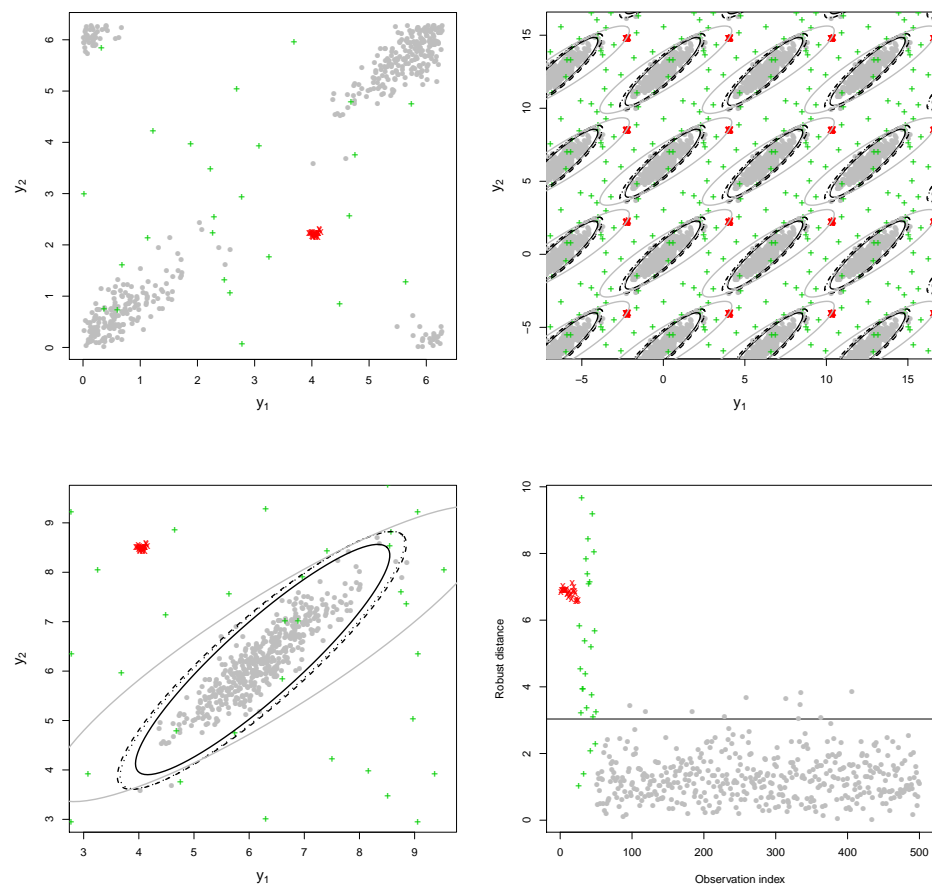 0 1 2 3 4 5 6
y₂
0 1 2 3 4 5 6
y₁
−5 0 5 10 15
y₂
−5 0 5 10 15
y₁
3 4 5 6 7 8 9
y₂
3 4 5 6 7 8 9
y₁
0 2 4 6 8 10
Robust distance
0 100 200 300 400 500
Observation index